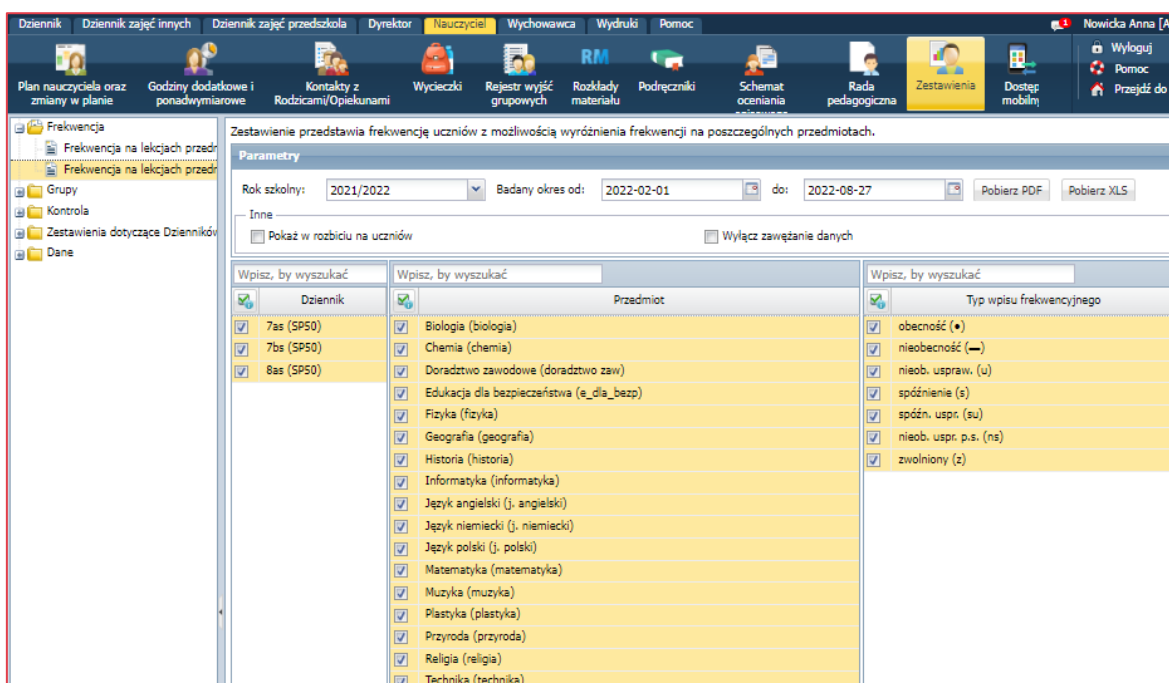 Dziennik Dziennik zajęć innych Dziennik zajęć przedszkola Dyrektor Nauczyciel Wychowawca Wydruki Pomoc 1 Nowicka Anna [A
Plan nauczyciela oraz zmiany w planie
Godziny dodatkowe i ponadwymiarowe
Kontakty z Rodzicami/Opiekunami
Wycieczki
Rejestr wyjść grupowych
RM
Rozkłady materiału
Podręczniki
Schemat oceniania
Rada pedagogiczna
Zestawienia
Dostęp mobilny
Wyloguj
Pomoc
Przejdź do
Frekwencja
Frekwencja na lekcjach przedr
Frekwencja na lekcjach przedr
Grupy
Kontrola
Zestawienia dotyczące Dzienników
Dane
Zestawienie przedstawia frekwencję uczniów z możliwością wyróżnienia frekwencji na poszczególnych przedmiotach.
Parametry
Rok szkolny: 2021/2022 Badany okres od: 2022-02-01 do: 2022-08-27 Pobierz PDF Pobierz XLS
Inne
Pokaż w rozbiciu na uczniów Wyłącz zawężanie danych
Wpisz, by wyszukać Wpisz, by wyszukać Wpisz, by wyszukać
Dziennik Przedmiot Typ wpisu frekwencyjnego
7as (SP50) Biologia (biologia) obecność (●)
7bs (SP50) Chemia (chemia) nieobecność (—)
8as (SP50) Doradztwo zawodowe (doradztwo zaw) nieob. uspraw. (u)
Edukacja dla bezpieczeństwa (e_dla_bezp) spóźnienie (s)
Fizyka (fizyka) spóźn. uspr. (su)
Geografia (geografia) nieob. uspr. p.s. (ns)
Historia (historia) zwolniony (z)
Informatyka (informatyka)
Język angielski (j. angielski)
Język niemiecki (j. niemiecki)
Język polski (j. polski)
Matematyka (matematyka)
Muzyka (muzyka)
Plastyka (plastyka)
Przyroda (przyroda)
Religia (religia)
Technika (technika)